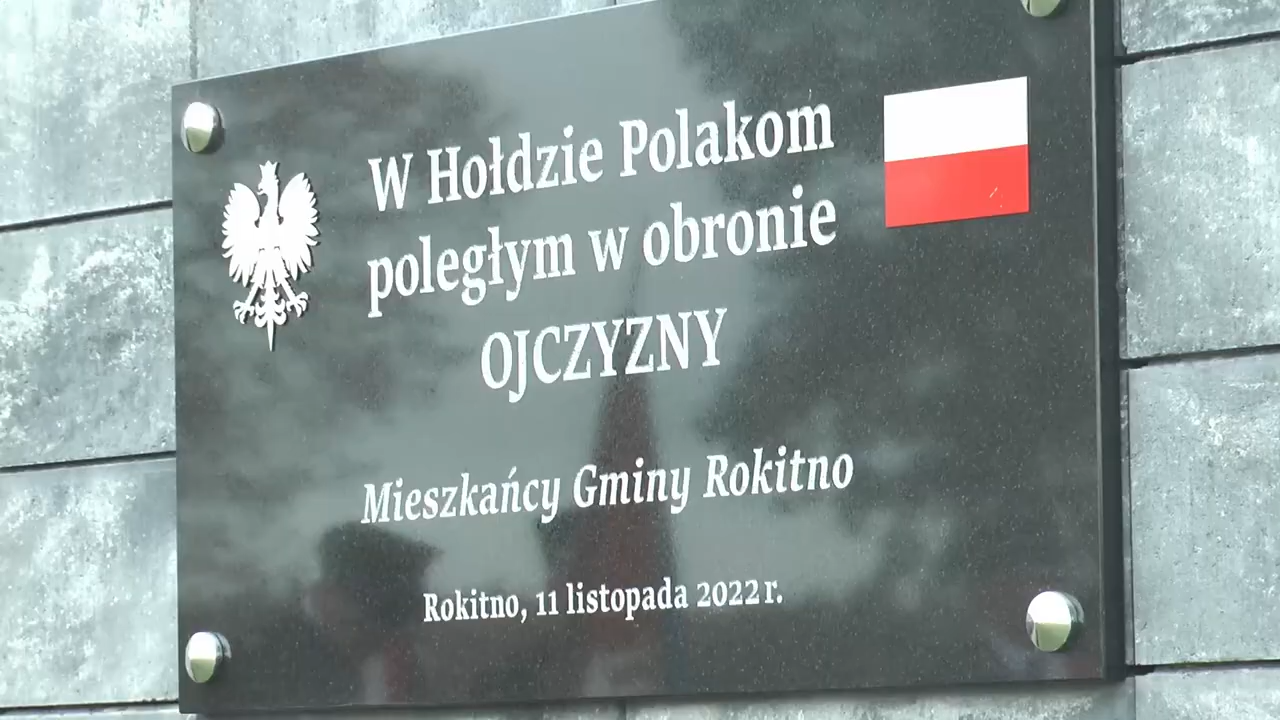 W Hołdzie Polakom
poległym w obronie
OJCZYZNY
Mieszkańcy Gminy Rokitno
Rokitno, 11 listopada 2022 r.